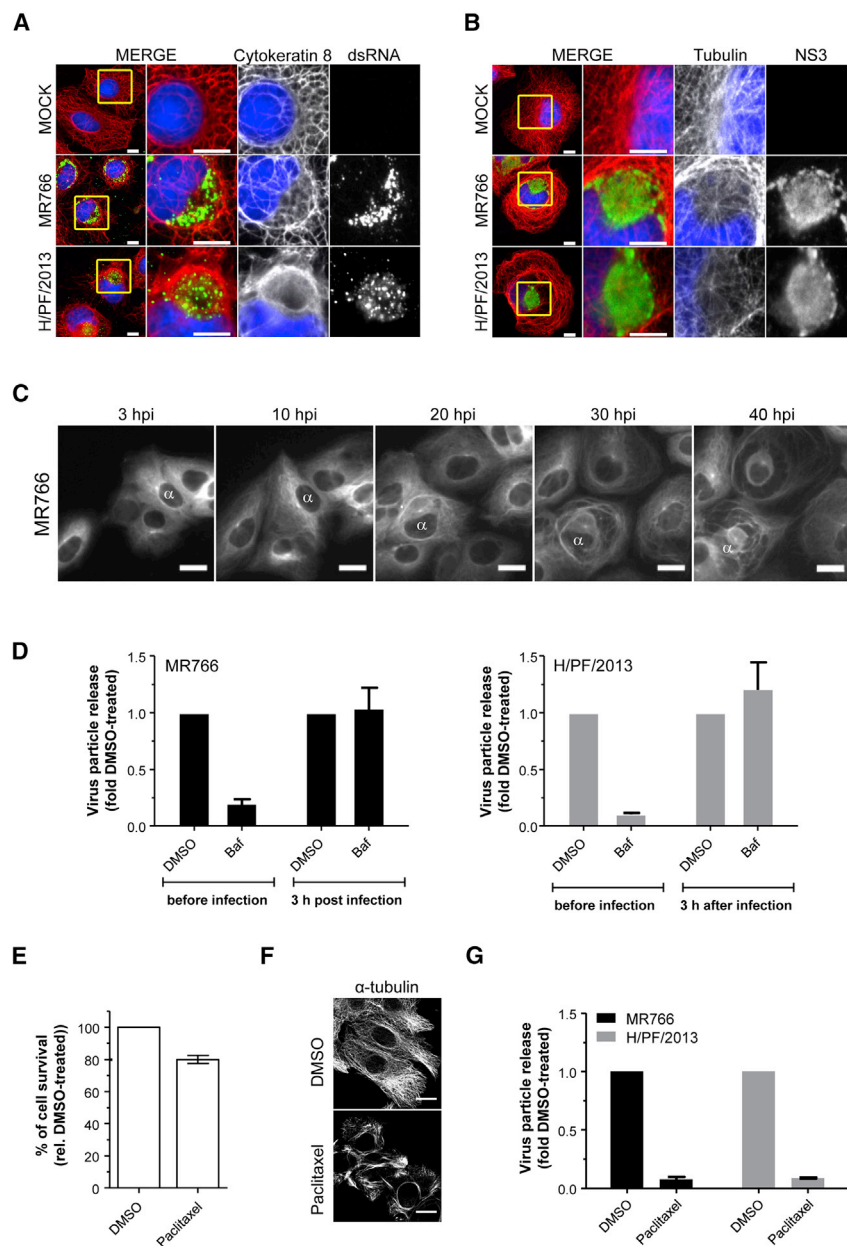 A
MERGE Cytokeratin 8 dsRNA
MOCK
MR766
H/PF/2013
B
MERGE Tubulin NS3
MOCK
MR766
H/PF/2013
C
3 hpi 10 hpi 20 hpi 30 hpi 40 hpi
MR766
α α α α α
D
MR766
Virus particle release
(fold DMSO-treated)
1.5
1.0
0.5
0.0
DMSO Baf DMSO Baf
before infection 3 h post infection
H/PF/2013
Virus particle release
(fold DMSO-treated)
1.5
1.0
0.5
0.0
DMSO Baf DMSO Baf
before infection 3 h after infection
E
% of cell survival
(rel. DMSO-treated))
100
80
60
40
20
0
DMSO Paclitaxel
F
α-tubulin
DMSO
Paclitaxel
G
MR766
H/PF/2013
Virus particle release
(fold DMSO-treated)
1.5
1.0
0.5
0.0
DMSO Paclitaxel DMSO Paclitaxel